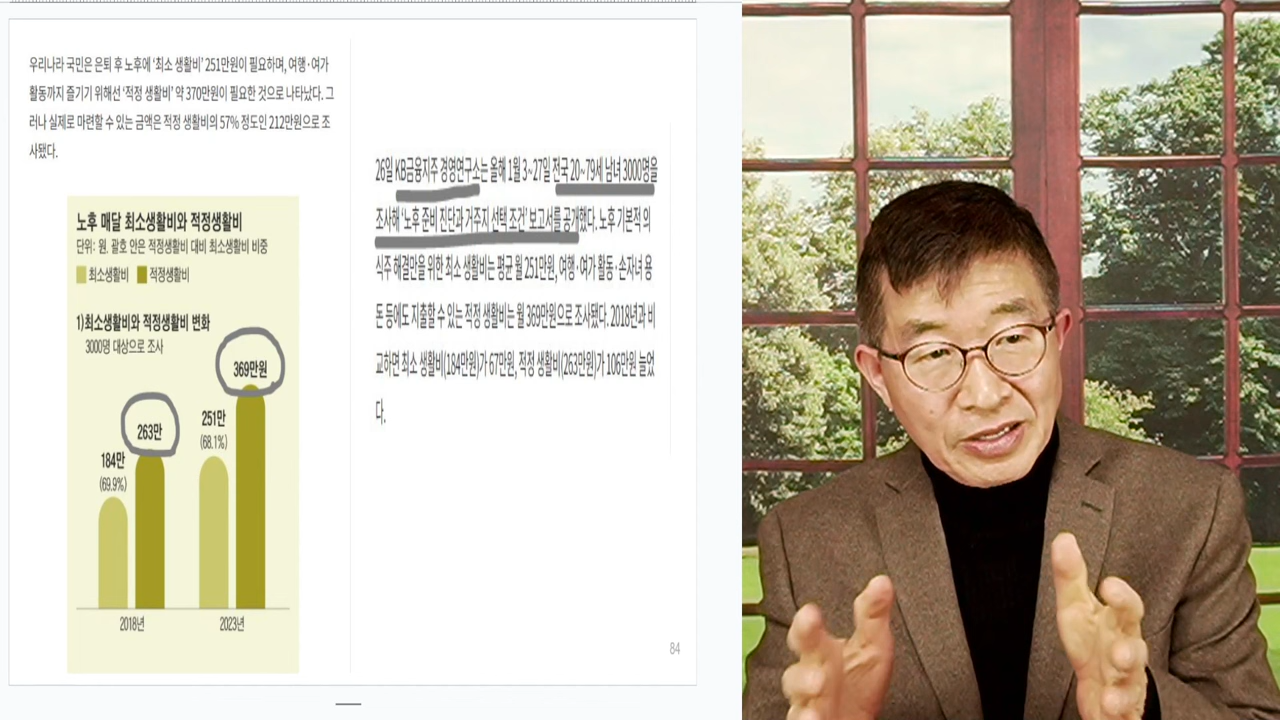 우리나라 국민은 은퇴 후 노후에 '최소 생활비' 251만원이 필요하며, 여행·여가
활동까지 즐기기 위해선 '적정 생활비' 약 370만원이 필요한 것으로 나타났다. 그
러나 실제로 마련할 수 있는 금액은 적정 생활비의 57% 정도인 212만원으로 조
사됐다.
노후 매달 최소생활비와 적정생활비
단위: 원. 괄호 안은 적정생활비 대비 최소생활비 비중
최소생활비 적정생활비
1)최소생활비와 적정생활비 변화
3000명 대상으로 조사
369만원
263만
251만
(68.1%)
184만
(69.9%)
2018년 2023년
26일 KB금융지주 경영연구소는 올해 1월 3~27일 전국 20~79세 남녀 3000명을
조사해 '노후 준비 진단과 거주지 선택 조건' 보고서를 공개했다. 노후 기본적 의
식주 해결만을 위한 최소 생활비는 평균 월 251만원, 여행·여가 활동·손자녀 용
돈 등에도 지출할 수 있는 적정 생활비는 월 369만원으로 조사됐다. 2018년과 비
교하면 최소 생활비(184만원)가 67만원, 적정 생활비(263만원)가 106만원 늘었
다.
84